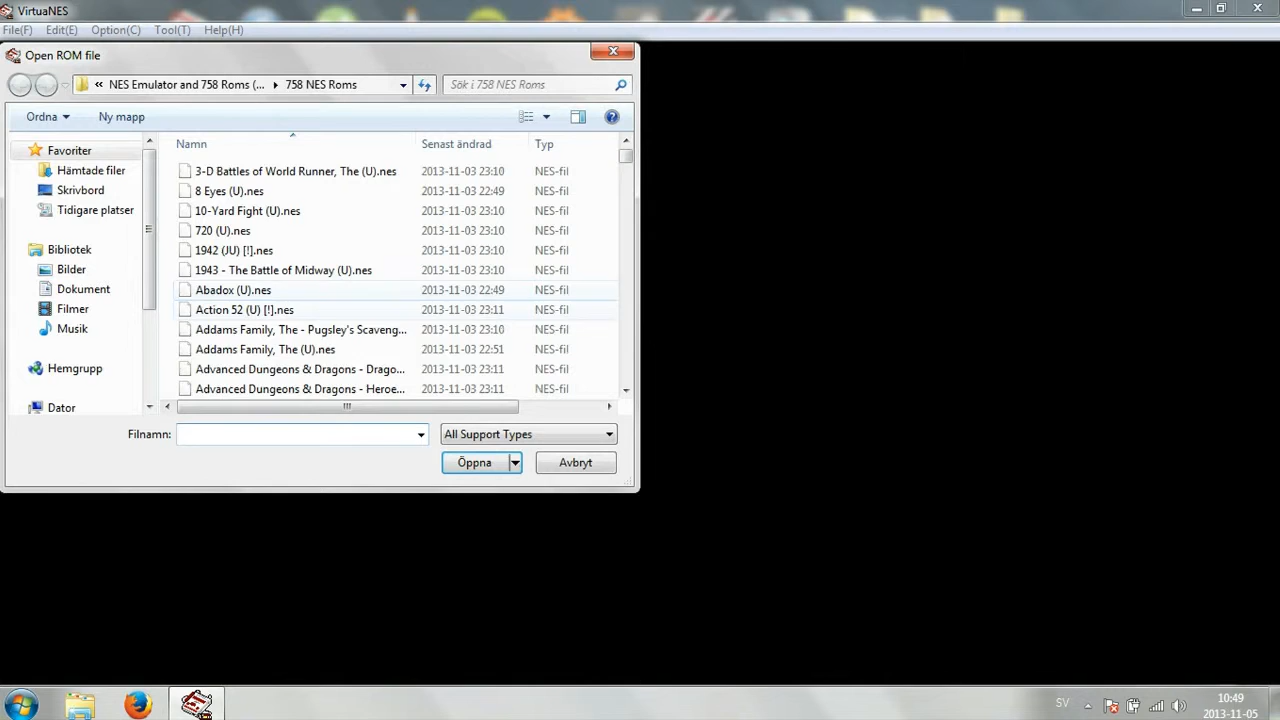 VirtuaNES
File(F) Edit(E) Option(C) Tool(T) Help(H)
Open ROM file
« NES Emulator and 758 Roms (... 758 NES Roms Sök i 758 NES Roms
Ordna Ny mapp
Namn Senast ändrad Typ
Favoriter
Hämtade filer
Skrivbord
Tidigare platser
Bibliotek
Bilder
Dokument
Filmer
Musik
Hemgrupp
Dator
3-D Battles of World Runner, The (U).nes 2013-11-03 23:10 NES-fil
8 Eyes (U).nes 2013-11-03 22:49 NES-fil
10-Yard Fight (U).nes 2013-11-03 23:10 NES-fil
720 (U).nes 2013-11-03 23:10 NES-fil
1942 (JU) [!].nes 2013-11-03 23:10 NES-fil
1943 - The Battle of Midway (U).nes 2013-11-03 23:10 NES-fil
Abadox (U).nes 2013-11-03 22:49 NES-fil
Action 52 (U) [!].nes 2013-11-03 23:11 NES-fil
Addams Family, The - Pugsley's Scaveng... 2013-11-03 23:10 NES-fil
Addams Family, The (U).nes 2013-11-03 22:51 NES-fil
Advanced Dungeons & Dragons - Drago... 2013-11-03 23:11 NES-fil
Advanced Dungeons & Dragons - Heroe... 2013-11-03 23:11 NES-fil
Filnamn: All Support Types
Öppna Avbryt
SV 10:49
2013-11-05